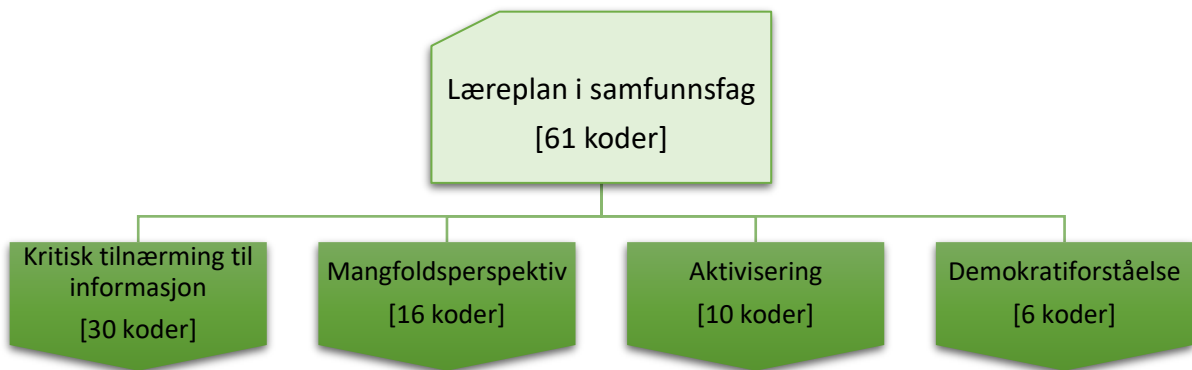 Læreplan i samfunnsfag
[61 koder]
Kritisk tilnærming til
informasjon
[30 koder]
Mangfoldsperspektiv
[16 koder]
Aktivisering
[10 koder]
Demokratiforståelse
[6 koder]